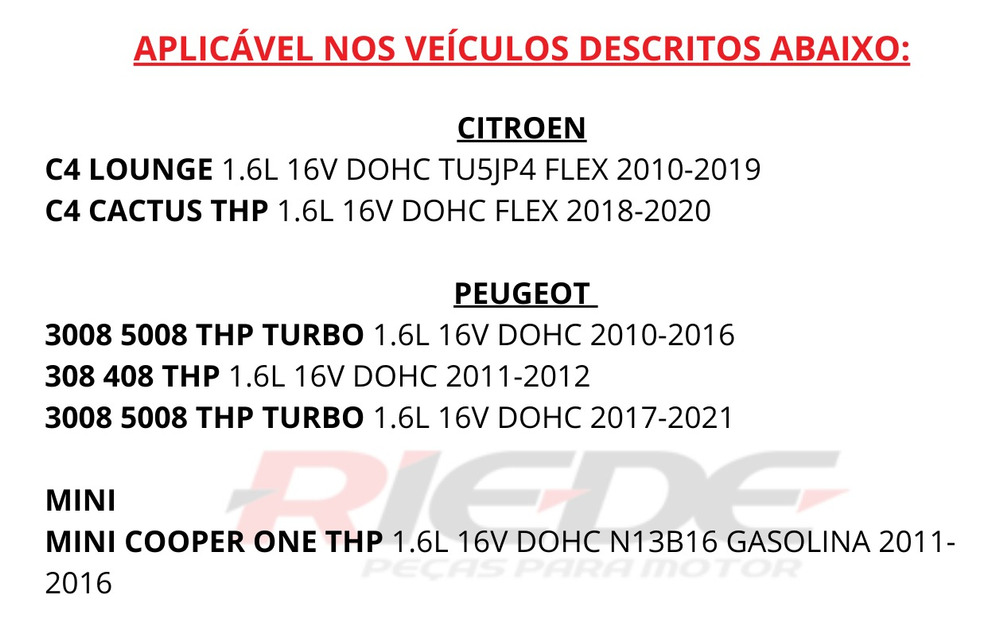 APLICÁVEL NOS VEÍCULOS DESCRITOS ABAIXO:
CITROEN
C4 LOUNGE 1.6L 16V DOHC TU5JP4 FLEX 2010-2019
C4 CACTUS THP 1.6L 16V DOHC FLEX 2018-2020
PEUGEOT
3008 5008 THP TURBO 1.6L 16V DOHC 2010-2016
308 408 THP 1.6L 16V DOHC 2011-2012
3008 5008 THP TURBO 1.6L 16V DOHC 2017-2021
RIEDE
MINI
MINI COOPER ONE THP 1.6L 16V DOHC N13B16 GASOLINA 2011-
2016
PEÇAS PARA MOTOR